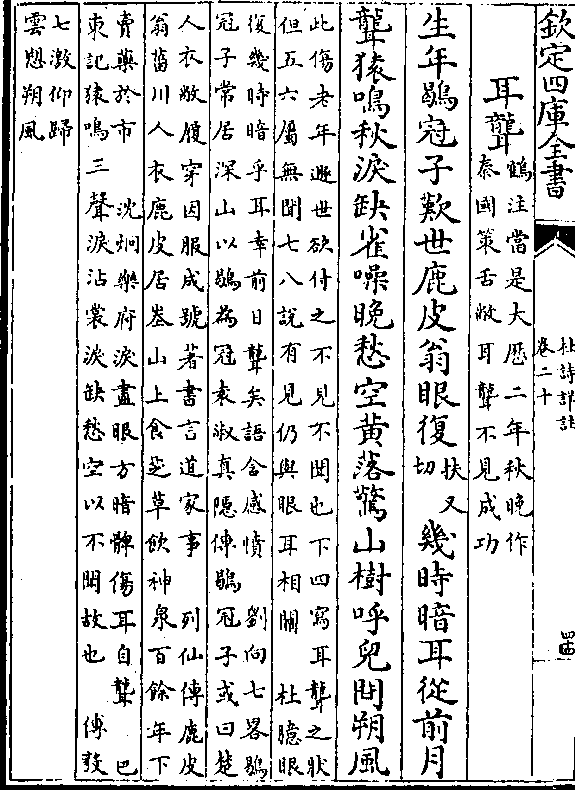 欽定四庫全書
杜詩詳註
卷二十
耳聾
鶴注當是大厯二年秋晚作
秦國策舌敝耳聾不見成功
生年鶡冠子歎世鹿皮翁眼復扶又切幾時暗耳從前月
聾猿鳴秋淚缺雀噪晚愁空黄落驚山樹呼兒問朔風
此傷老年避世欲付之不見不聞也下四寫耳聾之狀
但五六屬無聞七八説有見仍與眼耳相關 杜臆眼
復幾時暗乎耳幸前日聾矣語含感憤 劉向七畧鶡
冠子常居深山以鶡為冠袁淑真隱傳鶡冠子或曰楚
人衣敝履穿因服成號著書言道家事 列仙傳鹿皮
翁菑川人衣鹿皮居岺山上食芝草飲神泉百餘年下
賣藥於市 沈炯樂府淚盡眼方暗髀傷耳自聾 巴
東記猿鳴三聲淚沾裳淚缺愁空以不聞故也 傅毅
七激仰歸
雲愬朔風